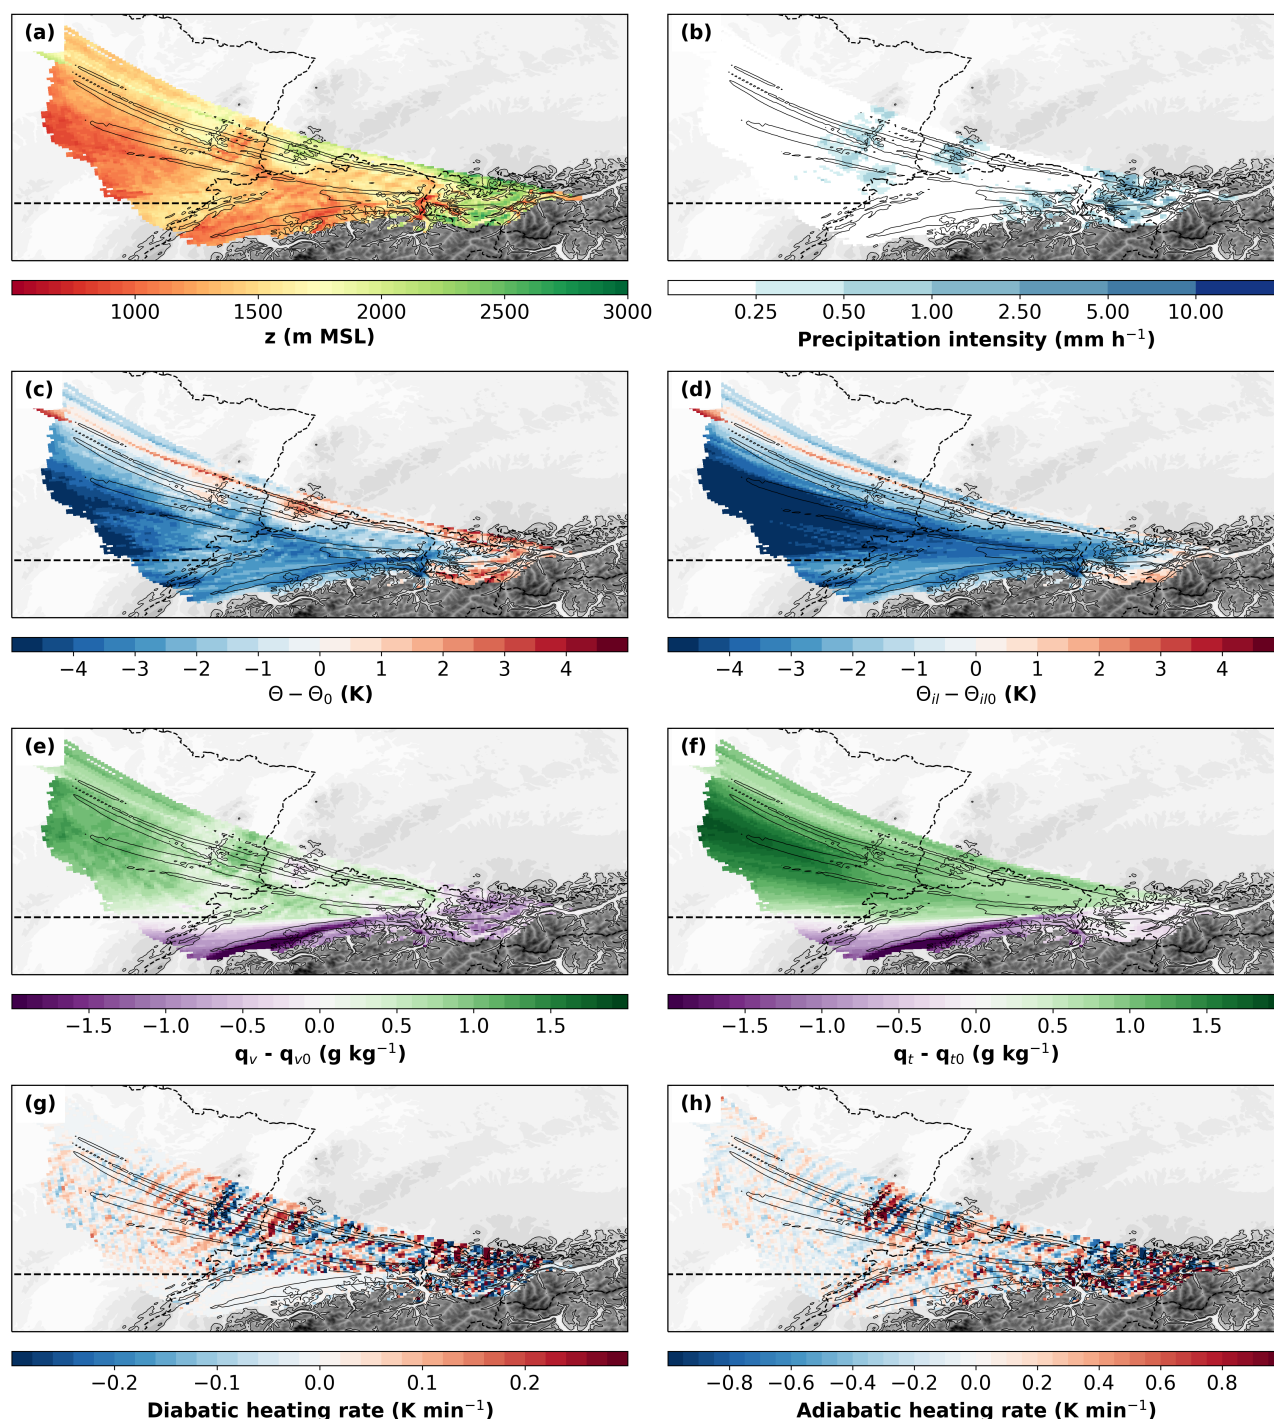 (a)
(b)
1000 1500 2000 2500 3000
z (m MSL)
0.25 0.50 1.00 2.50 5.00 10.00
Precipitation intensity (mm h⁻¹)
(c)
(d)
−4 −3 −2 −1 0 1 2 3 4
Θ − Θ₀ (K)
−4 −3 −2 −1 0 1 2 3 4
Θᵢₗ − Θᵢₗ₀ (K)
(e)
(f)
−1.5 −1.0 −0.5 0.0 0.5 1.0 1.5
qᵥ - qᵥ₀ (g kg⁻¹)
−1.5 −1.0 −0.5 0.0 0.5 1.0 1.5
qₜ - qₜ₀ (g kg⁻¹)
(g)
(h)
−0.2 −0.1 0.0 0.1 0.2
Diabatic heating rate (K min⁻¹)
−0.8 −0.6 −0.4 −0.2 0.0 0.2 0.4 0.6 0.8
Adiabatic heating rate (K min⁻¹)